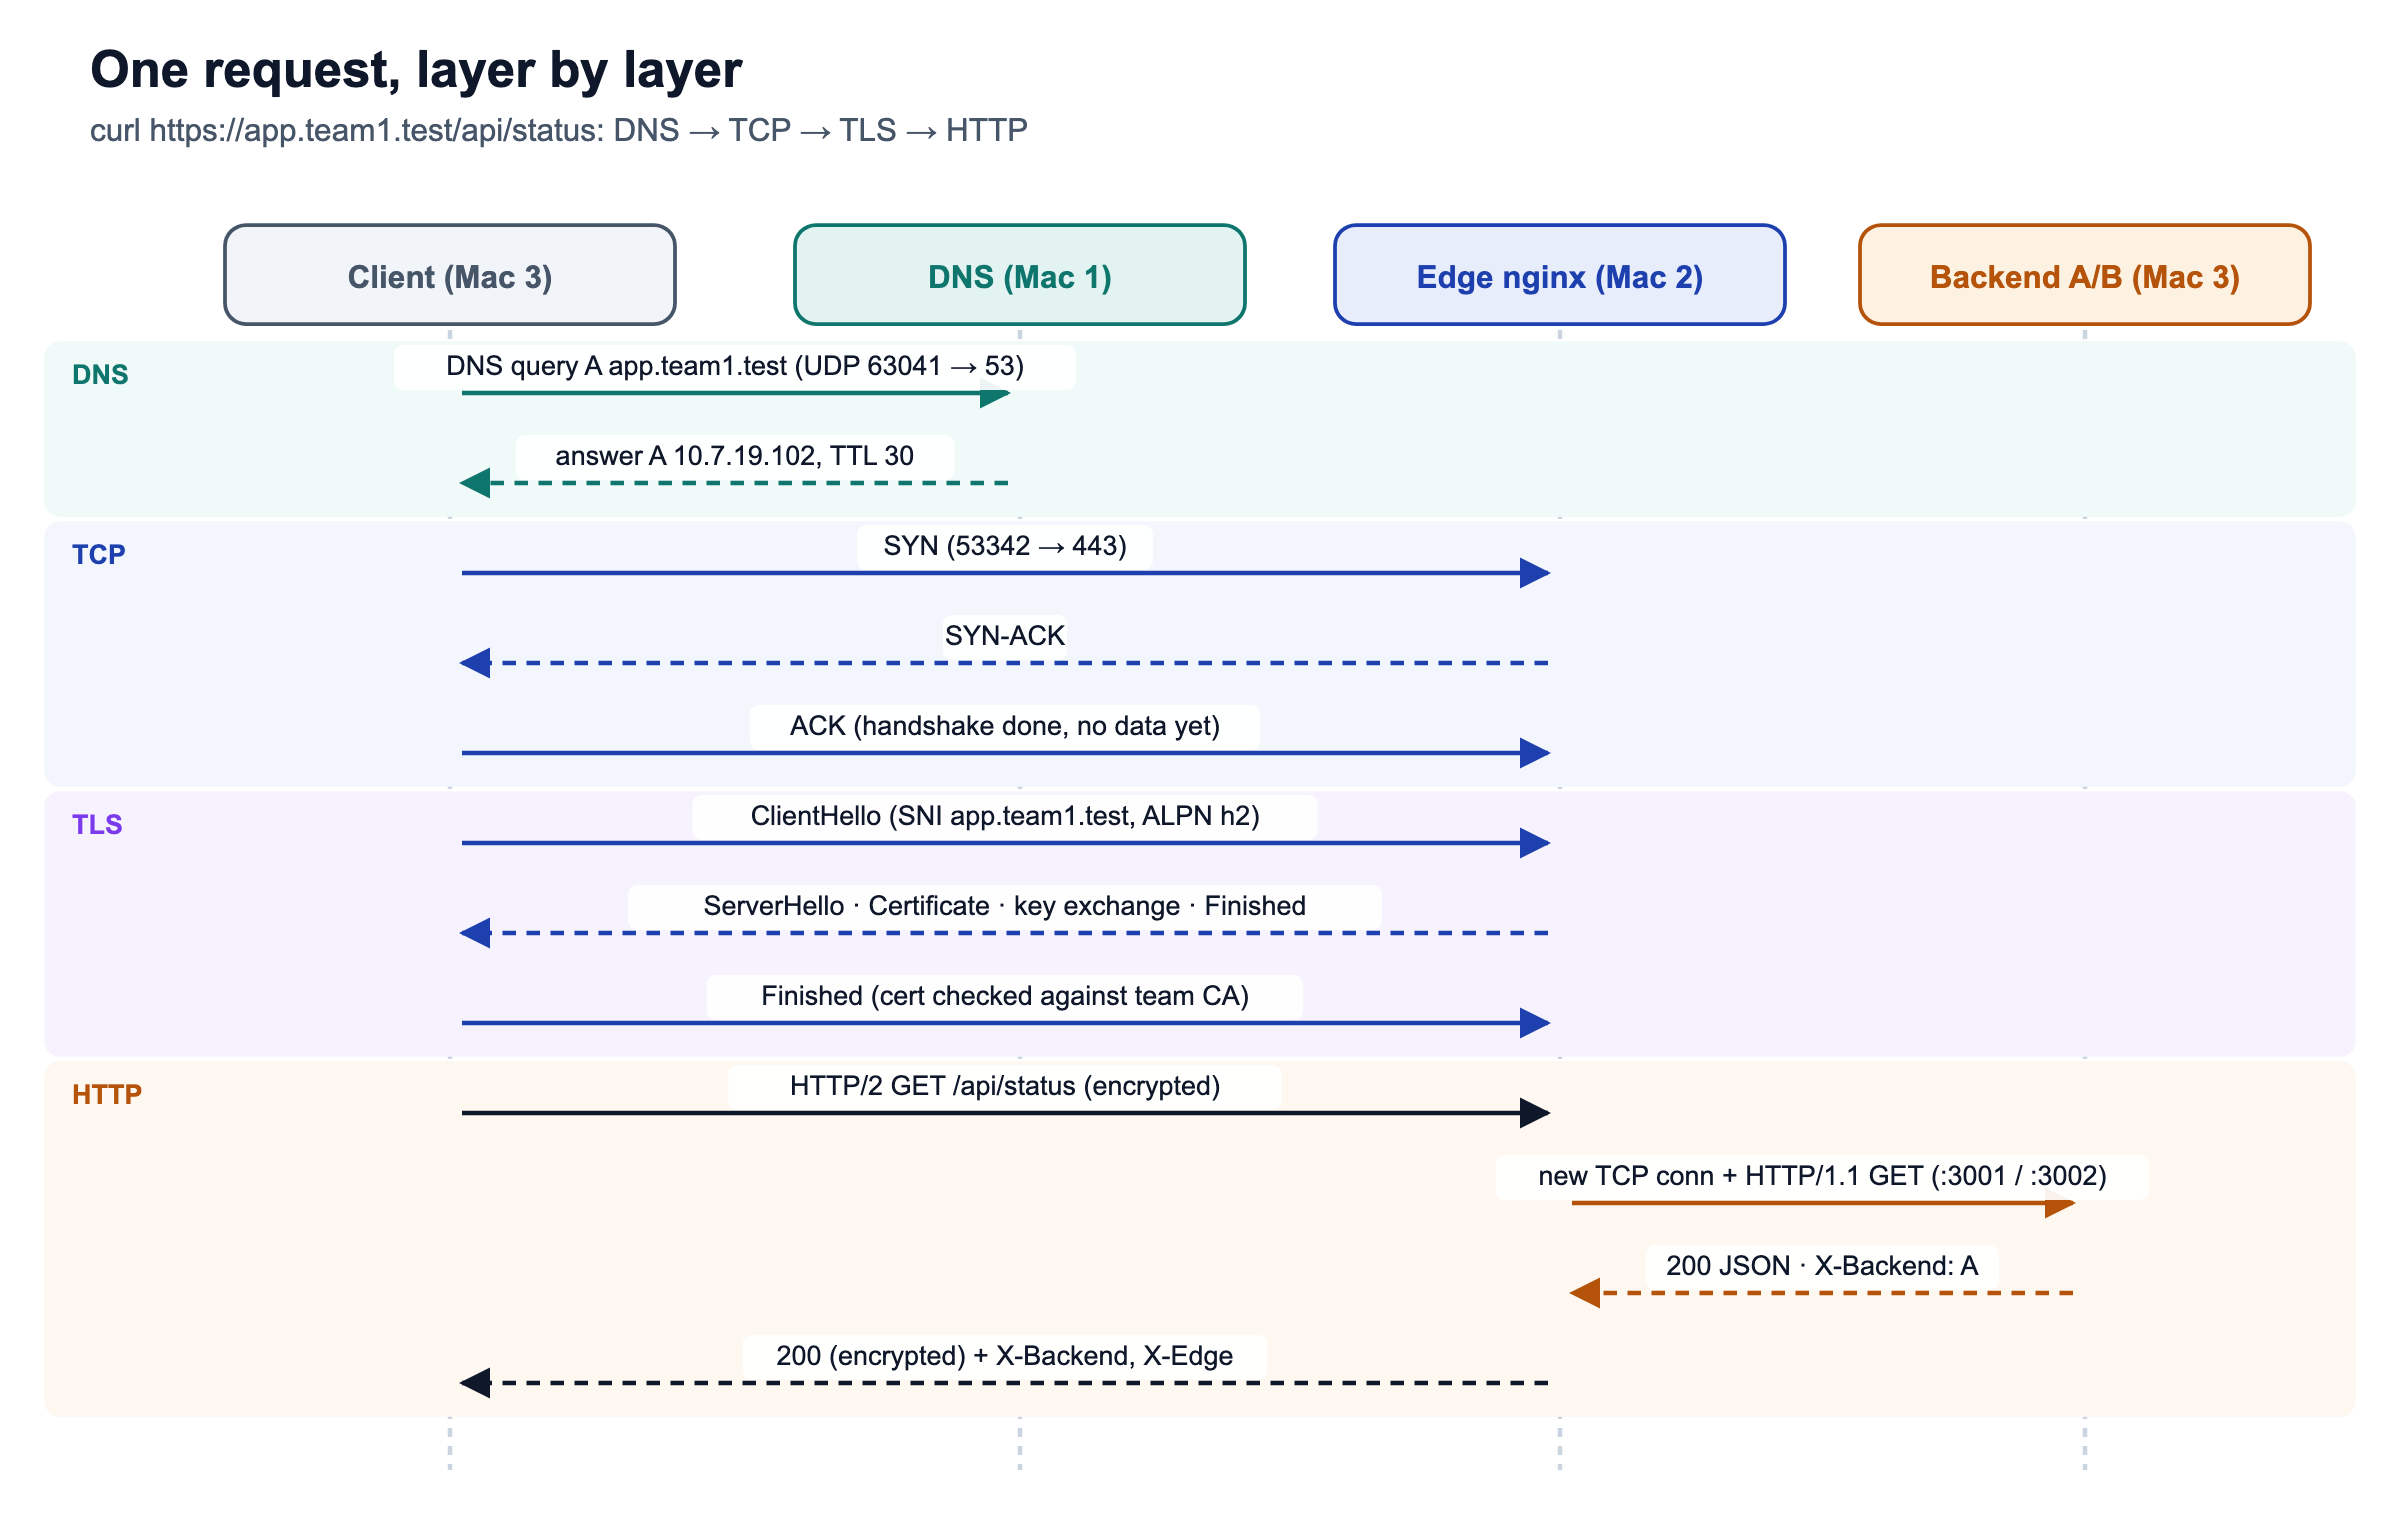 One request, layer by layer
curl https://app.team1.test/api/status: DNS → TCP → TLS → HTTP
Client (Mac 3)
DNS (Mac 1)
Edge nginx (Mac 2)
Backend A/B (Mac 3)
DNS
DNS query A app.team1.test (UDP 63041 → 53)
answer A 10.7.19.102, TTL 30
TCP
SYN (53342 → 443)
SYN-ACK
ACK (handshake done, no data yet)
TLS
ClientHello (SNI app.team1.test, ALPN h2)
ServerHello · Certificate · key exchange · Finished
Finished (cert checked against team CA)
HTTP
HTTP/2 GET /api/status (encrypted)
new TCP conn + HTTP/1.1 GET (:3001 / :3002)
200 JSON · X-Backend: A
200 (encrypted) + X-Backend, X-Edge